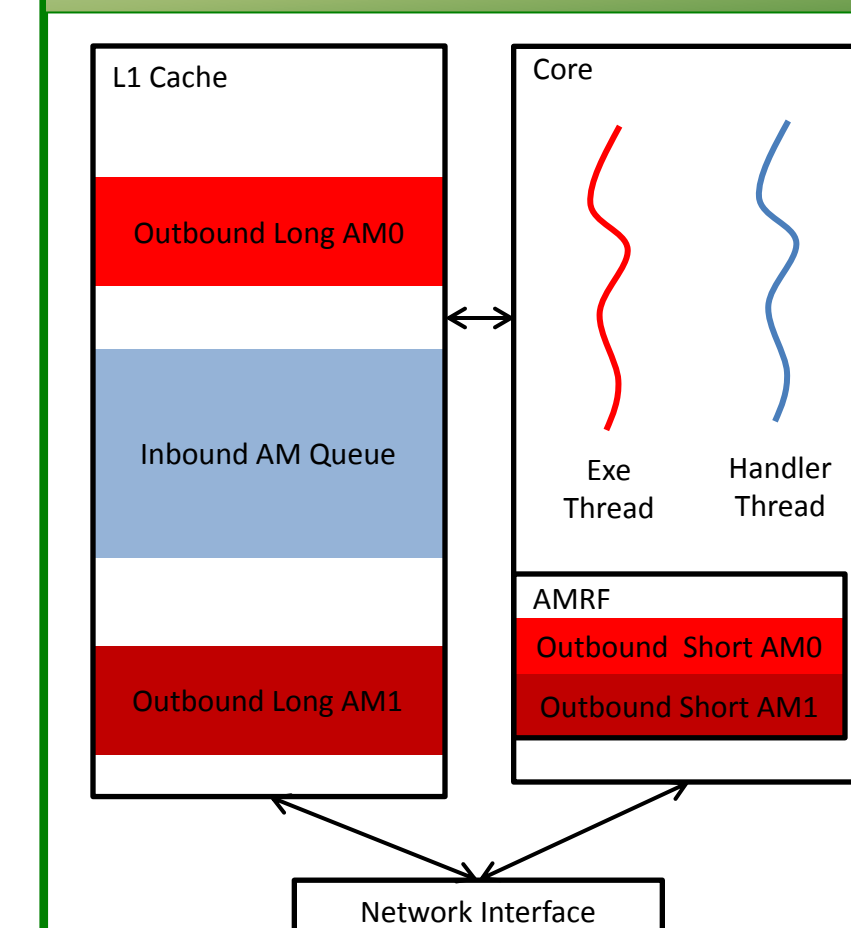 L1 Cache
Outbound Long AM0
Inbound AM Queue
Outbound Long AM1
Core
Exe
Thread
Handler
Thread
AMRF
Outbound Short AM0
Outbound Short AM1
Network Interface